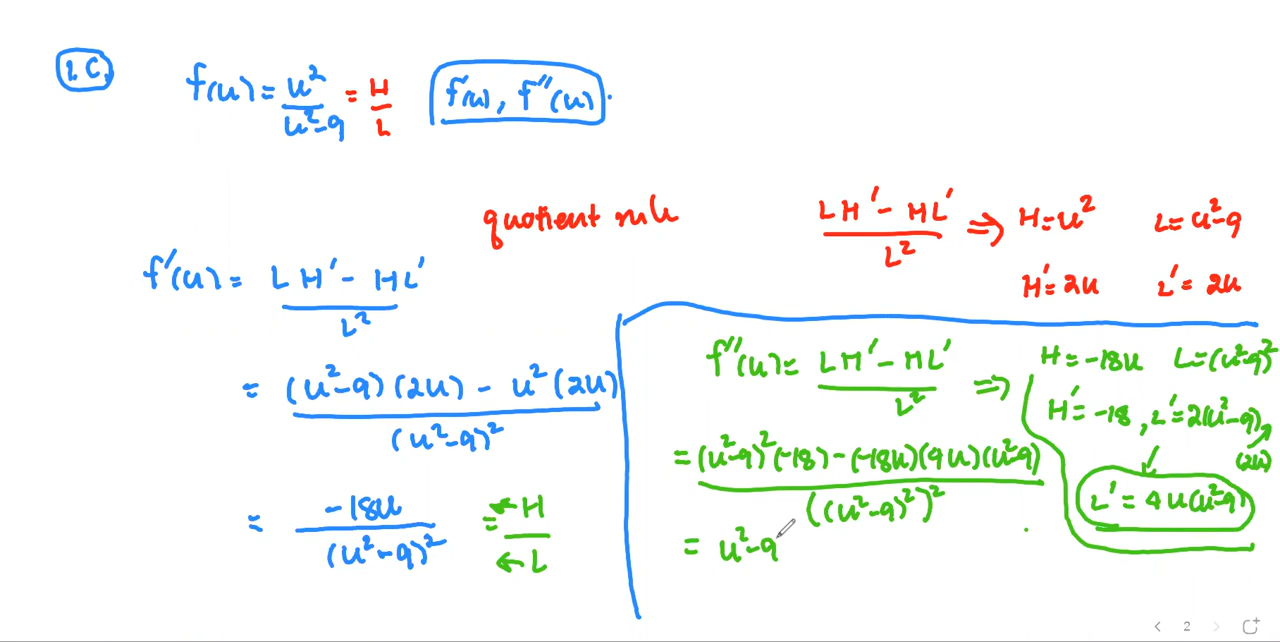 1.C.
f(u) = u²/(u²-9) = H/L
f'(u), f''(u).
quotient rule
(LH' - HL')/L² ⇒ H = u² L = u²-9
H' = 2u L' = 2u
f'(u) = (LH' - HL')/L²
= ((u²-9)(2u) - u²(2u))/(u²-9)²
= -18u/(u²-9)² = ←H/←L
f''(u) = (LH' - HL')/L² ⇒ H = -18u L = (u²-9)²
H' = -18, L' = 2(u²-9)
(2u)
L' = 4u(u²-9)
= ((u²-9)²(-18) - (-18u)(4u)(u²-9))/((u²-9)²)²
= u²-9
2